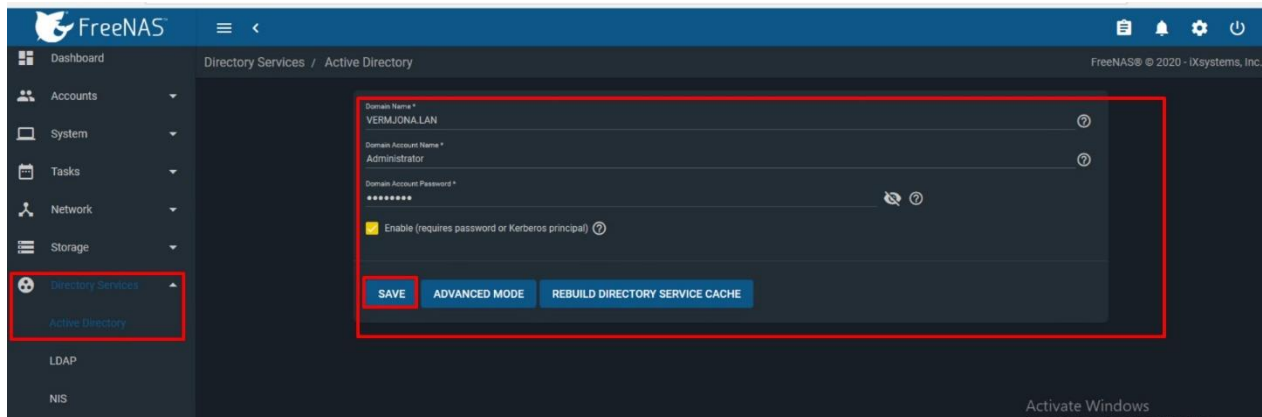 FreeNAS
Dashboard
Directory Services / Active Directory
FreeNAS® © 2020 - iXsystems, Inc.
Accounts
System
Tasks
Network
Storage
Directory Services
Active Directory
LDAP
NIS
Domain Name *
VERMJONA.LAN
Domain Account Name *
Administrator
Domain Account Password *
••••••••
Enable (requires password or Kerberos principal)
SAVE ADVANCED MODE REBUILD DIRECTORY SERVICE CACHE
Activate Windows